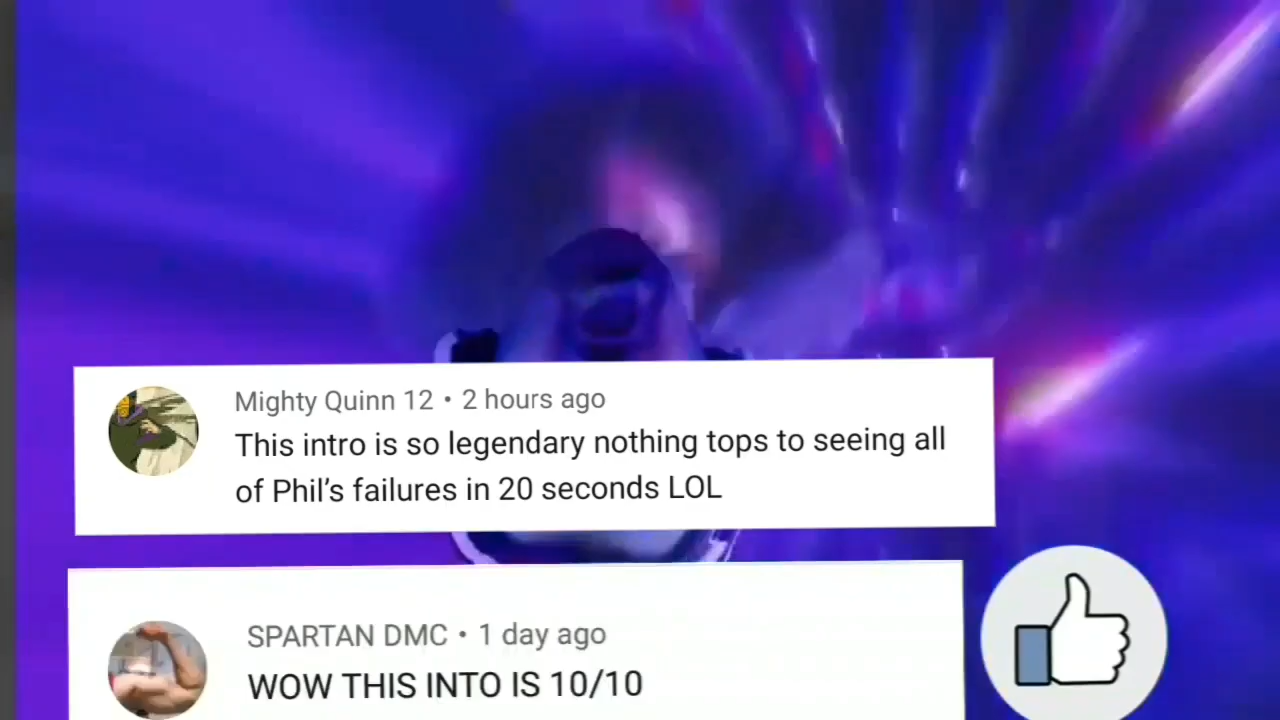 Mighty Quinn 12 • 2 hours ago
This intro is so legendary nothing tops to seeing all
of Phil's failures in 20 seconds LOL
SPARTAN DMC • 1 day ago
WOW THIS INTO IS 10/10